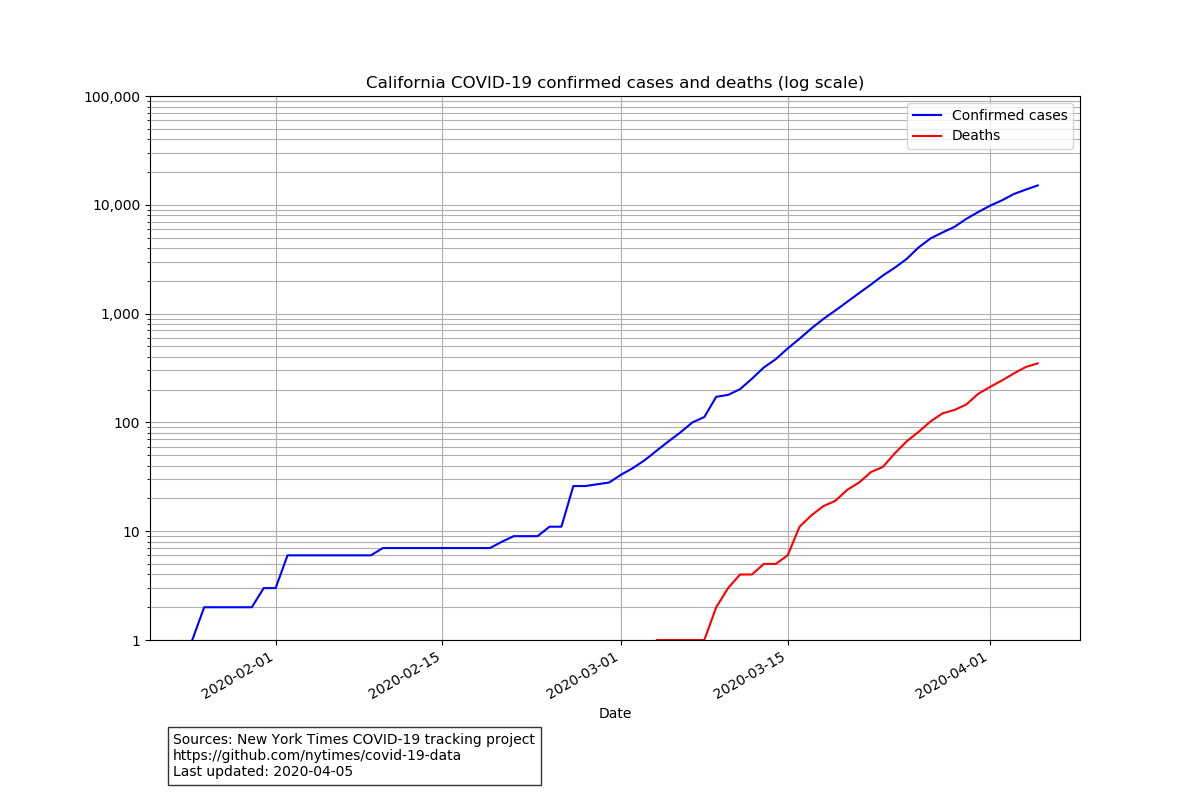 California COVID-19 confirmed cases and deaths (log scale)
100,000
10,000
1,000
100
10
1
Confirmed cases
Deaths
2020-02-01
2020-02-15
2020-03-01
2020-03-15
2020-04-01
Date
Sources: New York Times COVID-19 tracking project
https://github.com/nytimes/covid-19-data
Last updated: 2020-04-05